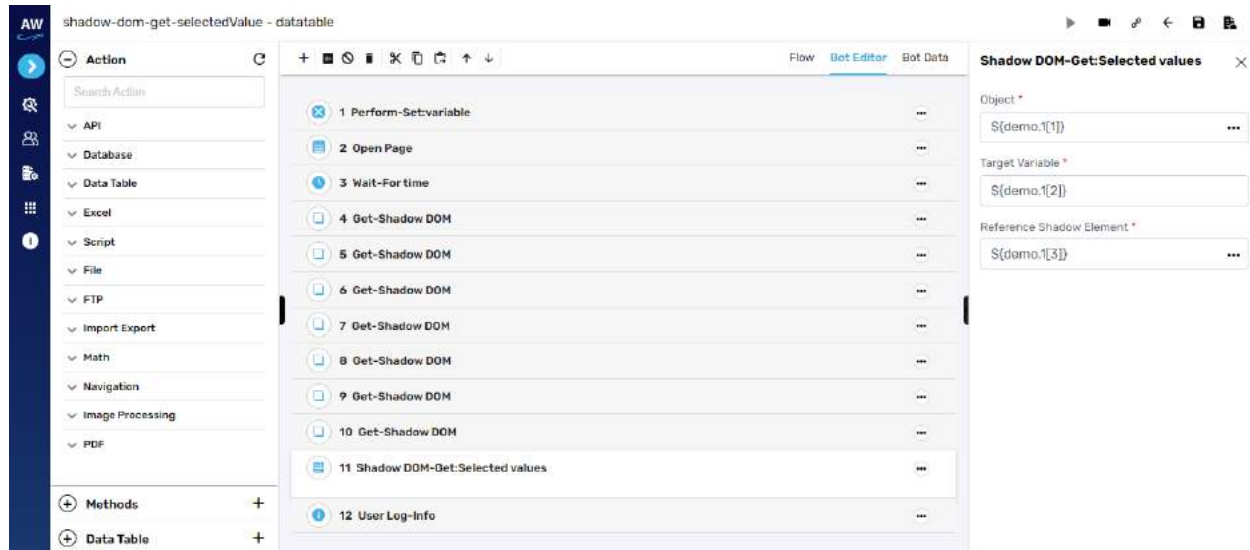 AW
shadow-dom-get-selectedValue - datatable
Action
Search Action
API
Database
Data Table
Excel
Script
File
FTP
Import Export
Math
Navigation
Image Processing
PDF
Methods
Data Table
Flow Bot Editor Bot Data
1 Perform-Set:variable
2 Open Page
3 Wait-For time
4 Get-Shadow DOM
5 Get-Shadow DOM
6 Get-Shadow DOM
7 Get-Shadow DOM
8 Get-Shadow DOM
9 Get-Shadow DOM
10 Get-Shadow DOM
11 Shadow DOM-Get:Selected values
12 User Log-Info
Shadow DOM-Get:Selected values
Object *
${demo.1[1]}
Target Variable *
${demo.1[2]}
Reference Shadow Element *
${demo.1[3]}